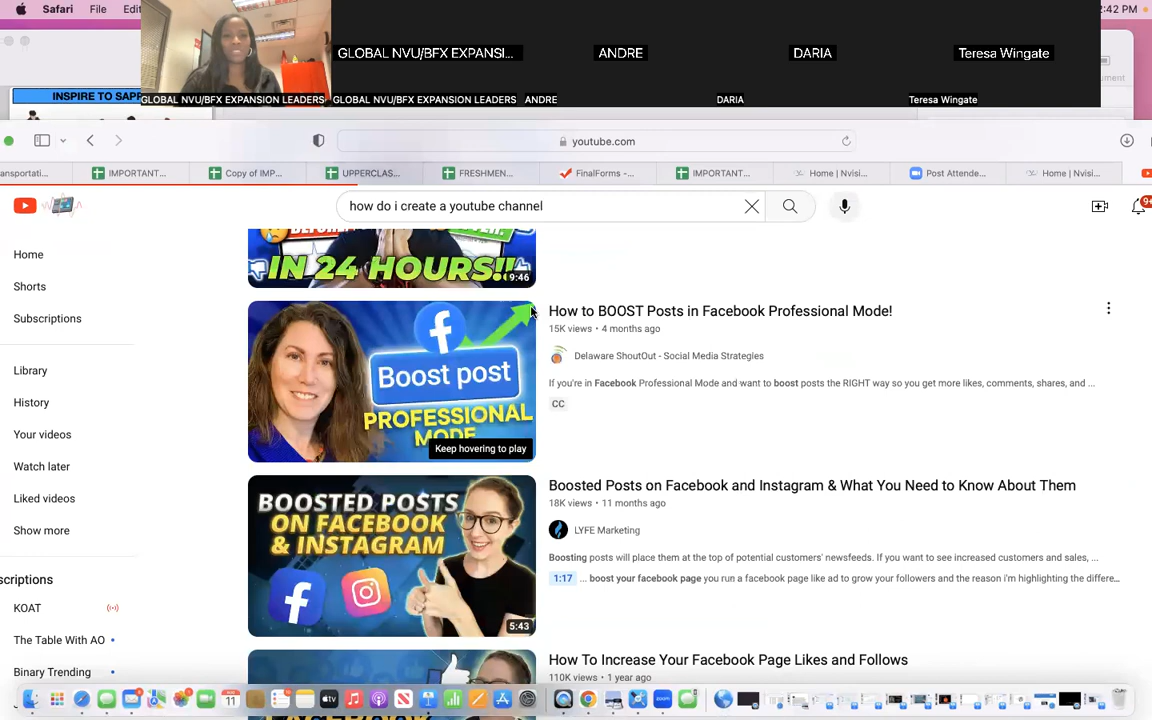 Safari File Edi
2:42 PM
GLOBAL NVU/BFX EXPANSI... ANDRE DARIA Teresa Wingate
GLOBAL NVU/BFX EXPANSION LEADERS GLOBAL NVU/BFX EXPANSION LEADERS ANDRE DARIA Teresa Wingate
INSPIRE TO SAPP
ument
youtube.com
ansportati... IMPORTANT... Copy of IMP... UPPERCLAS... FRESHMEN... FinalForms -... IMPORTANT... Home | Nvisi... Post Attende... Home | Nvisi...
how do i create a youtube channel
9+
Home
Shorts
Subscriptions
Library
History
Your videos
Watch later
Liked videos
Show more
scriptions
KOAT
The Table With AO
Binary Trending
IN 24 HOURS!!
9:46
f
Boost post
PROFESSIONAL
MODE
Keep hovering to play
How to BOOST Posts in Facebook Professional Mode!
15K views • 4 months ago
Delaware ShoutOut - Social Media Strategies
If you're in Facebook Professional Mode and want to boost posts the RIGHT way so you get more likes, comments, shares, and ...
CC
BOOSTED POSTS
ON FACEBOOK
& INSTAGRAM
f
5:43
Boosted Posts on Facebook and Instagram & What You Need to Know About Them
18K views • 11 months ago
LYFE Marketing
Boosting posts will place them at the top of potential customers' newsfeeds. If you want to see increased customers and sales, ...
1:17 ... boost your facebook page you run a facebook page like ad to grow your followers and the reason i'm highlighting the differe...
How To Increase Your Facebook Page Likes and Follows
110K views • 1 year ago
11
zoom